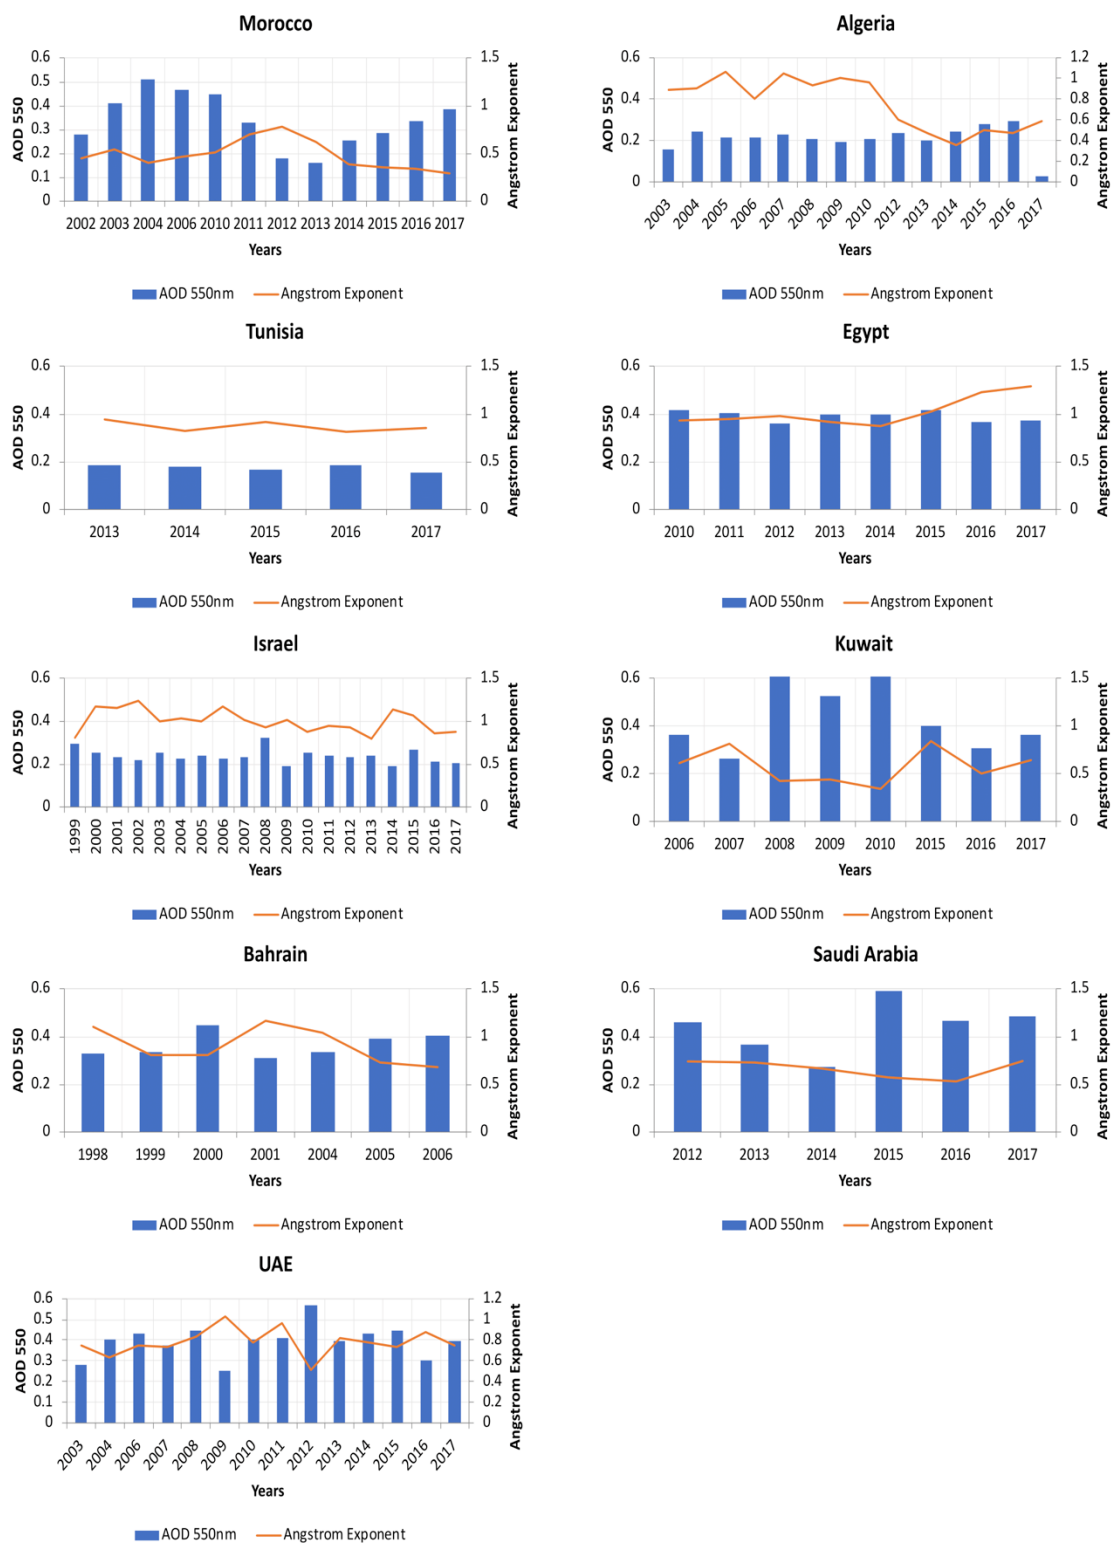 Morocco
0.6
0.5
0.4
0.3
0.2
0.1
0
AOD 550
1.5
1
0.5
0
Angstrom Exponent
2002 2003 2004 2006 2010 2011 2012 2013 2014 2015 2016 2017
Years
AOD 550nm Angstrom Exponent
Algeria
0.6
0.4
0.2
0
AOD 550
1.2
1
0.8
0.6
0.4
0.2
0
Angstrom Exponent
2003 2004 2005 2006 2007 2008 2009 2010 2012 2013 2014 2015 2016 2017
Years
AOD 550nm Angstrom Exponent
Tunisia
0.6
0.4
0.2
0
AOD 550
1.5
1
0.5
0
Angstrom Exponent
2013 2014 2015 2016 2017
Years
AOD 550nm Angstrom Exponent
Egypt
0.6
0.4
0.2
0
AOD 550
1.5
1
0.5
0
Angstrom Exponent
2010 2011 2012 2013 2014 2015 2016 2017
Years
AOD 550nm Angstrom Exponent
Israel
0.6
0.4
0.2
0
AOD 550
1.5
1
0.5
0
Angstrom Exponent
1999 2000 2001 2002 2003 2004 2005 2006 2007 2008 2009 2010 2011 2012 2013 2014 2015 2016 2017
Years
AOD 550nm Angstrom Exponent
Kuwait
0.6
0.4
0.2
0
AOD 550
1.5
1
0.5
0
Angstrom Exponent
2006 2007 2008 2009 2010 2015 2016 2017
Years
AOD 550nm Angstrom Exponent
Bahrain
0.6
0.4
0.2
0
AOD 550
1.5
1
0.5
0
Angstrom Exponent
1998 1999 2000 2001 2004 2005 2006
Years
AOD 550nm Angstrom Exponent
Saudi Arabia
0.6
0.4
0.2
0
AOD 550
1.5
1
0.5
0
Angstrom Exponent
2012 2013 2014 2015 2016 2017
Years
AOD 550nm Angstrom Exponent
UAE
0.6
0.5
0.4
0.3
0.2
0.1
0
AOD 550
1.2
1
0.8
0.6
0.4
0.2
0
Angstrom Exponent
2003 2004 2006 2007 2008 2009 2010 2011 2012 2013 2014 2015 2016 2017
Years
AOD 550nm Angstrom Exponent